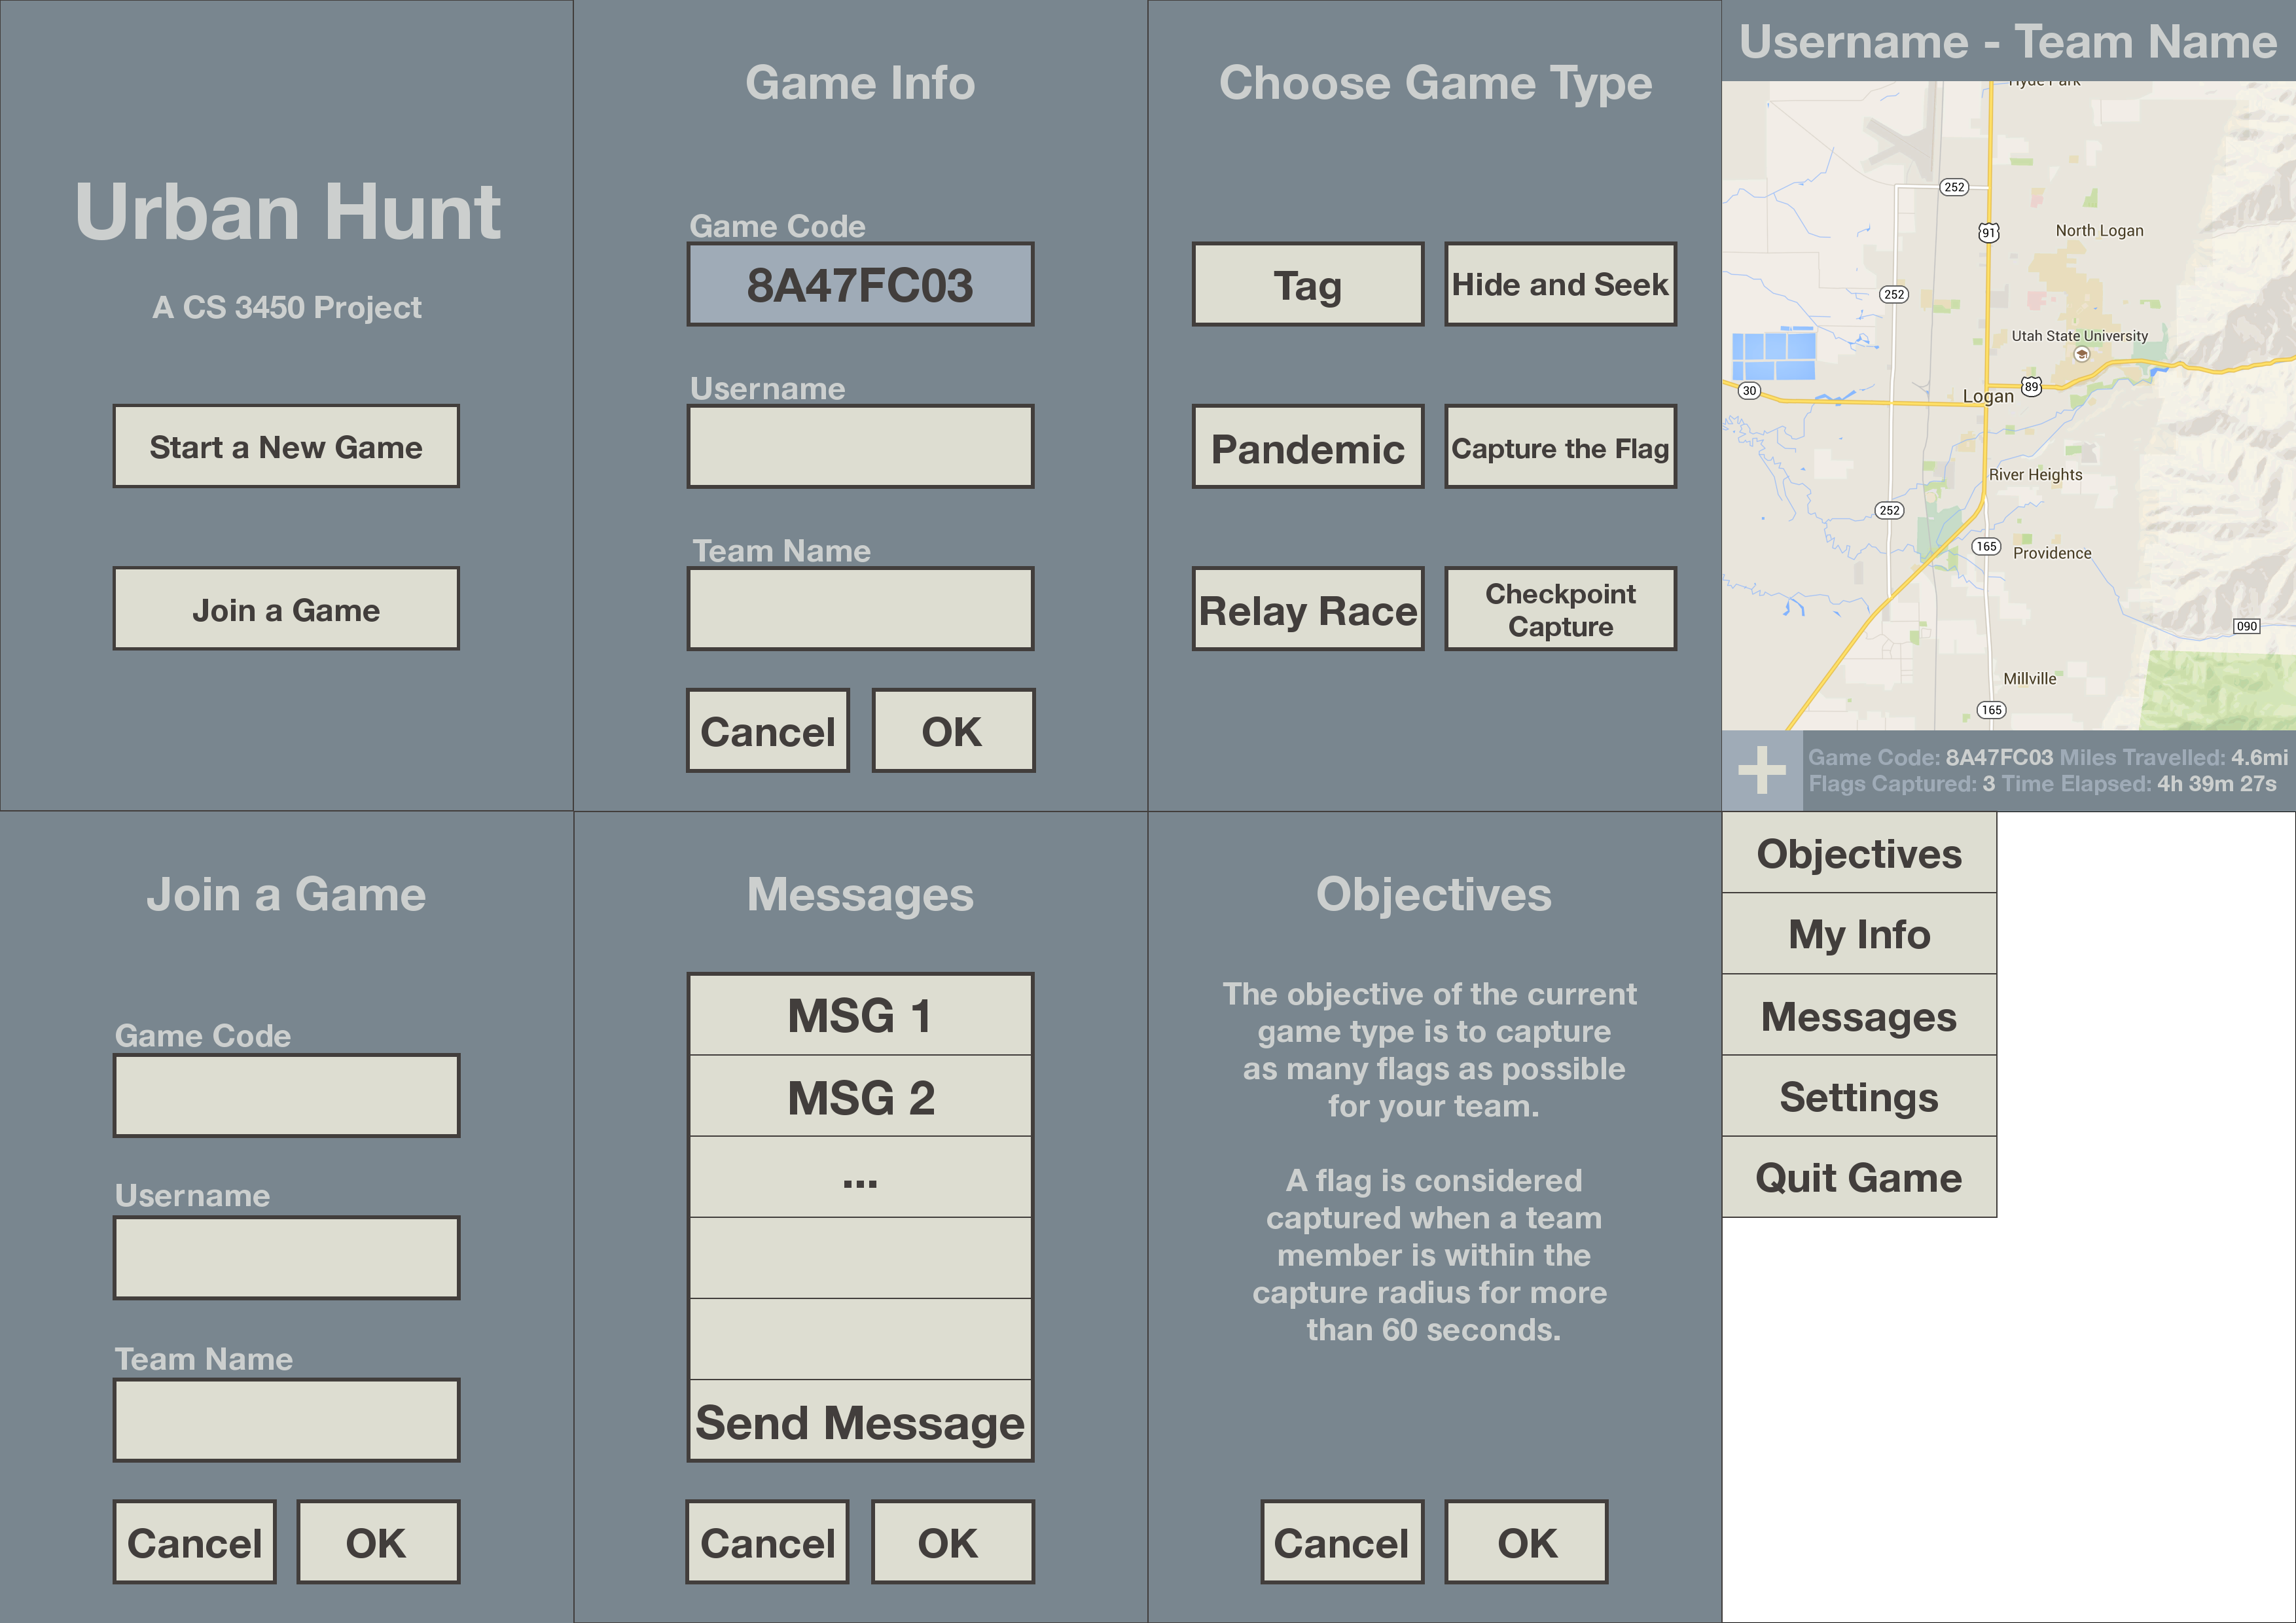 Urban Hunt
A CS 3450 Project
Start a New Game
Join a Game
Game Info
Game Code
8A47FC03
Username
Team Name
Cancel
OK
Choose Game Type
Tag
Hide and Seek
Pandemic
Capture the Flag
Relay Race
Checkpoint
Capture
Username - Team Name
Hyde Park
252
91
North Logan
252
Utah State University
30
89
Logan
River Heights
252
165
Providence
090
Millville
165
+
Game Code: 8A47FC03 Miles Travelled: 4.6mi
Flags Captured: 3 Time Elapsed: 4h 39m 27s
Join a Game
Game Code
Username
Team Name
Cancel
OK
Messages
MSG 1
MSG 2
...
Send Message
Cancel
OK
Objectives
The objective of the current
game type is to capture
as many flags as possible
for your team.
A flag is considered
captured when a team
member is within the
capture radius for more
than 60 seconds.
Cancel
OK
Objectives
My Info
Messages
Settings
Quit Game